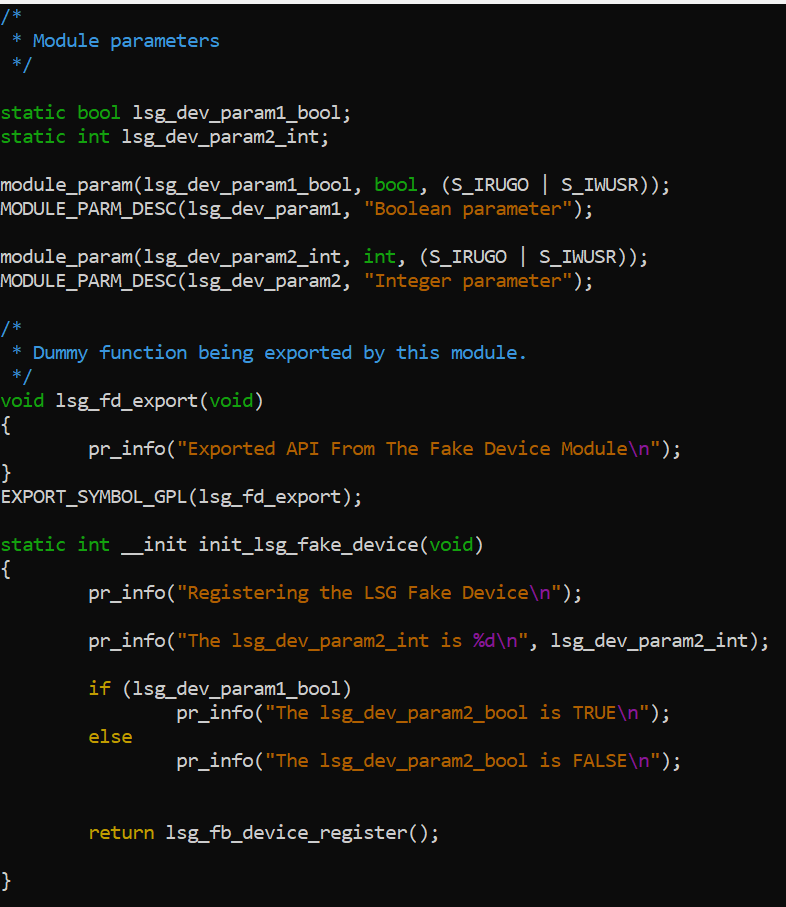 /*
 * Module parameters
 */

static bool lsg_dev_param1_bool;
static int lsg_dev_param2_int;

module_param(lsg_dev_param1_bool, bool, (S_IRUGO | S_IWUSR));
MODULE_PARM_DESC(lsg_dev_param1, "Boolean parameter");

module_param(lsg_dev_param2_int, int, (S_IRUGO | S_IWUSR));
MODULE_PARM_DESC(lsg_dev_param2, "Integer parameter");

/*
 * Dummy function being exported by this module.
 */
void lsg_fd_export(void)
{
        pr_info("Exported API From The Fake Device Module\n");
}
EXPORT_SYMBOL_GPL(lsg_fd_export);

static int __init init_lsg_fake_device(void)
{
        pr_info("Registering the LSG Fake Device\n");

        pr_info("The lsg_dev_param2_int is %d\n", lsg_dev_param2_int);

        if (lsg_dev_param1_bool)
                pr_info("The lsg_dev_param2_bool is TRUE\n");
        else
                pr_info("The lsg_dev_param2_bool is FALSE\n");


        return lsg_fb_device_register();

}